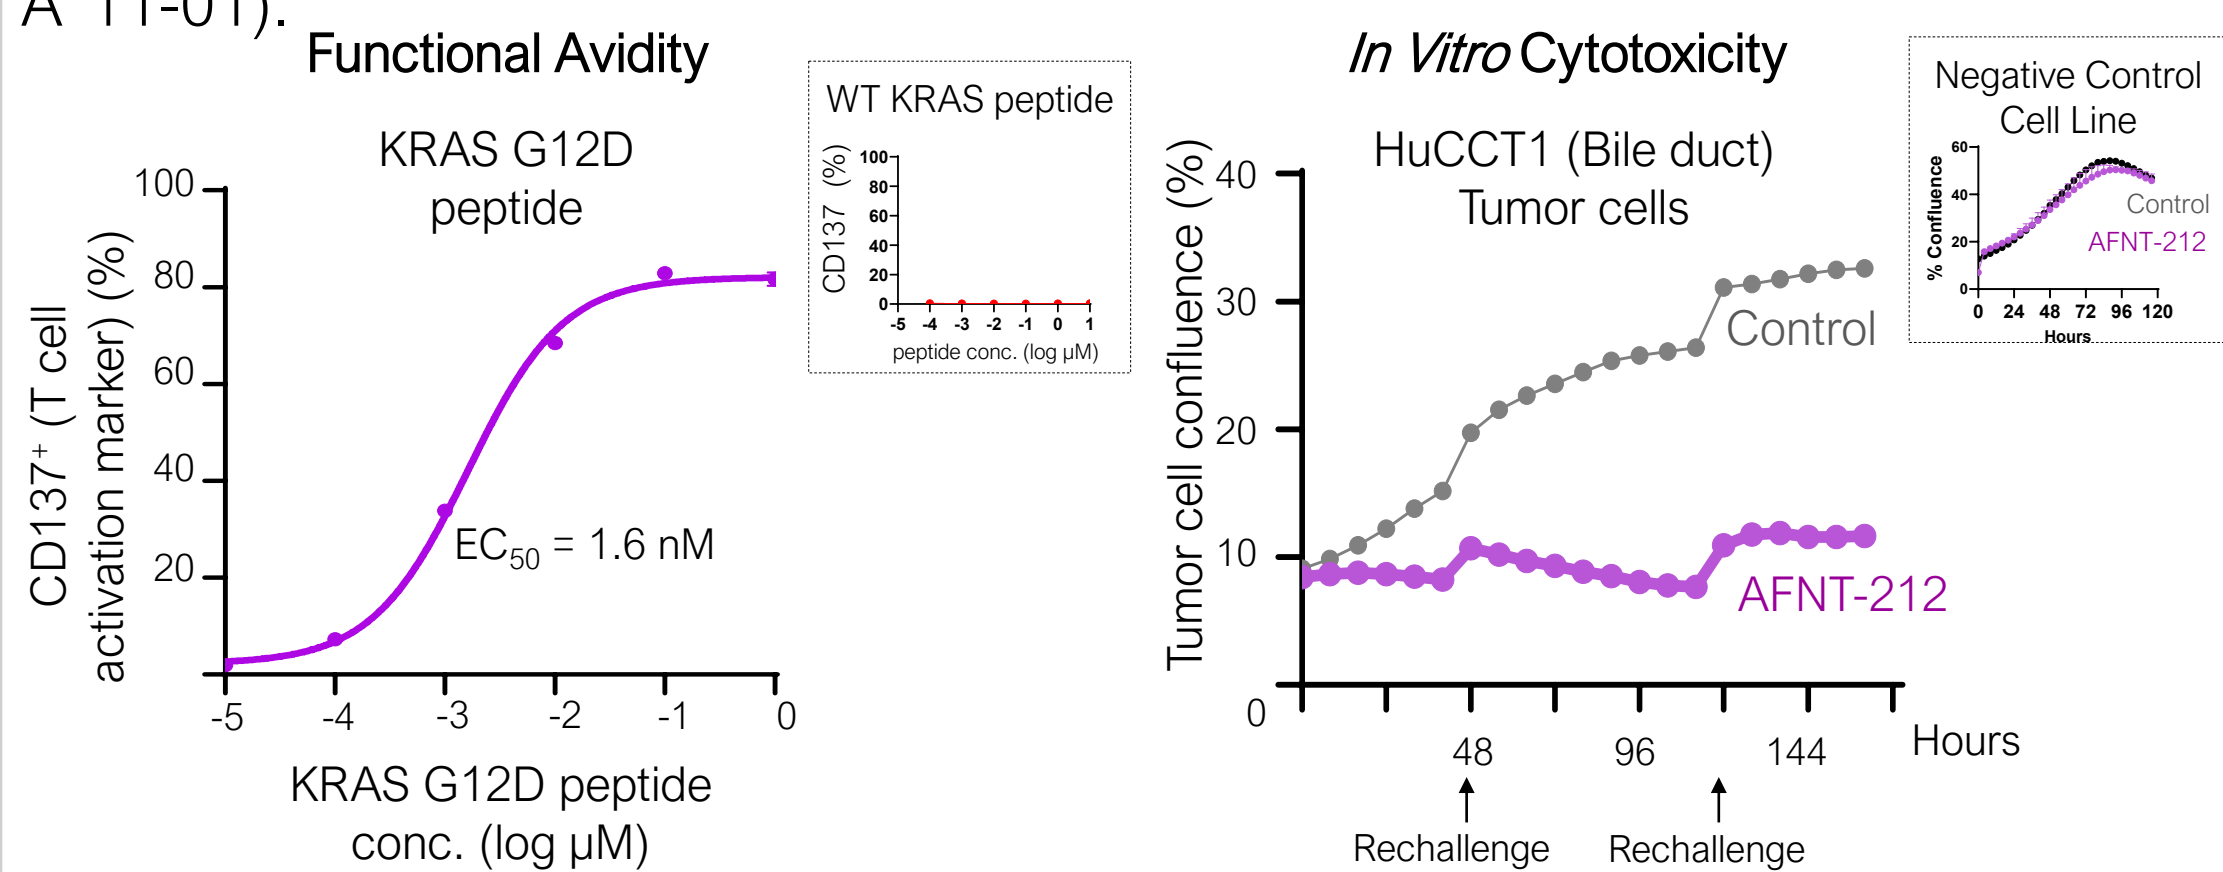 Functional Avidity
KRAS G12D
peptide
CD137⁺ (T cell
activation marker) (%)
100
80
60
40
20
EC₅₀ = 1.6 nM
-5 -4 -3 -2 -1 0
KRAS G12D peptide
conc. (log µM)
WT KRAS peptide
CD137 (%)
100
80
60
40
20
0
-5 -4 -3 -2 -1 0 1
peptide conc. (log µM)
In Vitro Cytotoxicity
HuCCT1 (Bile duct)
Tumor cells
Tumor cell confluence (%)
40
30
20
10
0
Control
AFNT-212
48 96 144
Hours
Rechallenge Rechallenge
Negative Control
Cell Line
% Confluence
60
40
20
0
Control
AFNT-212
0 24 48 72 96 120
Hours